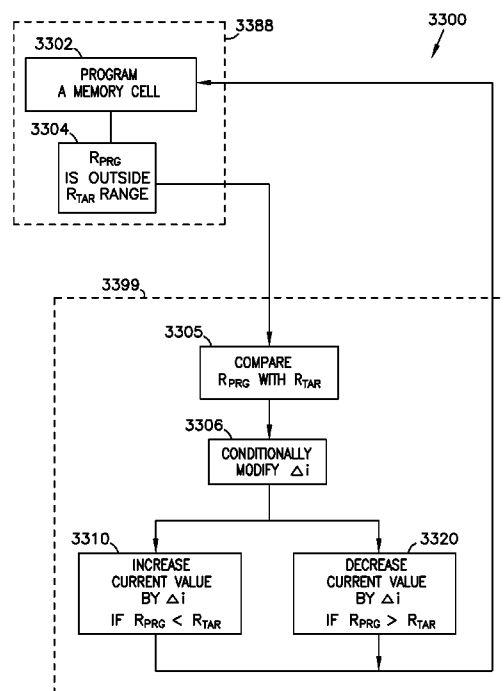 3388
3300
3302
PROGRAM
A MEMORY CELL
3304
RPRG
IS OUTSIDE
RTAR RANGE
3399
3305
COMPARE
RPRG WITH RTAR
3306
CONDITIONALLY
MODIFY Δi
3310
INCREASE
CURRENT VALUE
BY Δi
IF RPRG < RTAR
3320
DECREASE
CURRENT VALUE
BY Δi
IF RPRG > RTAR